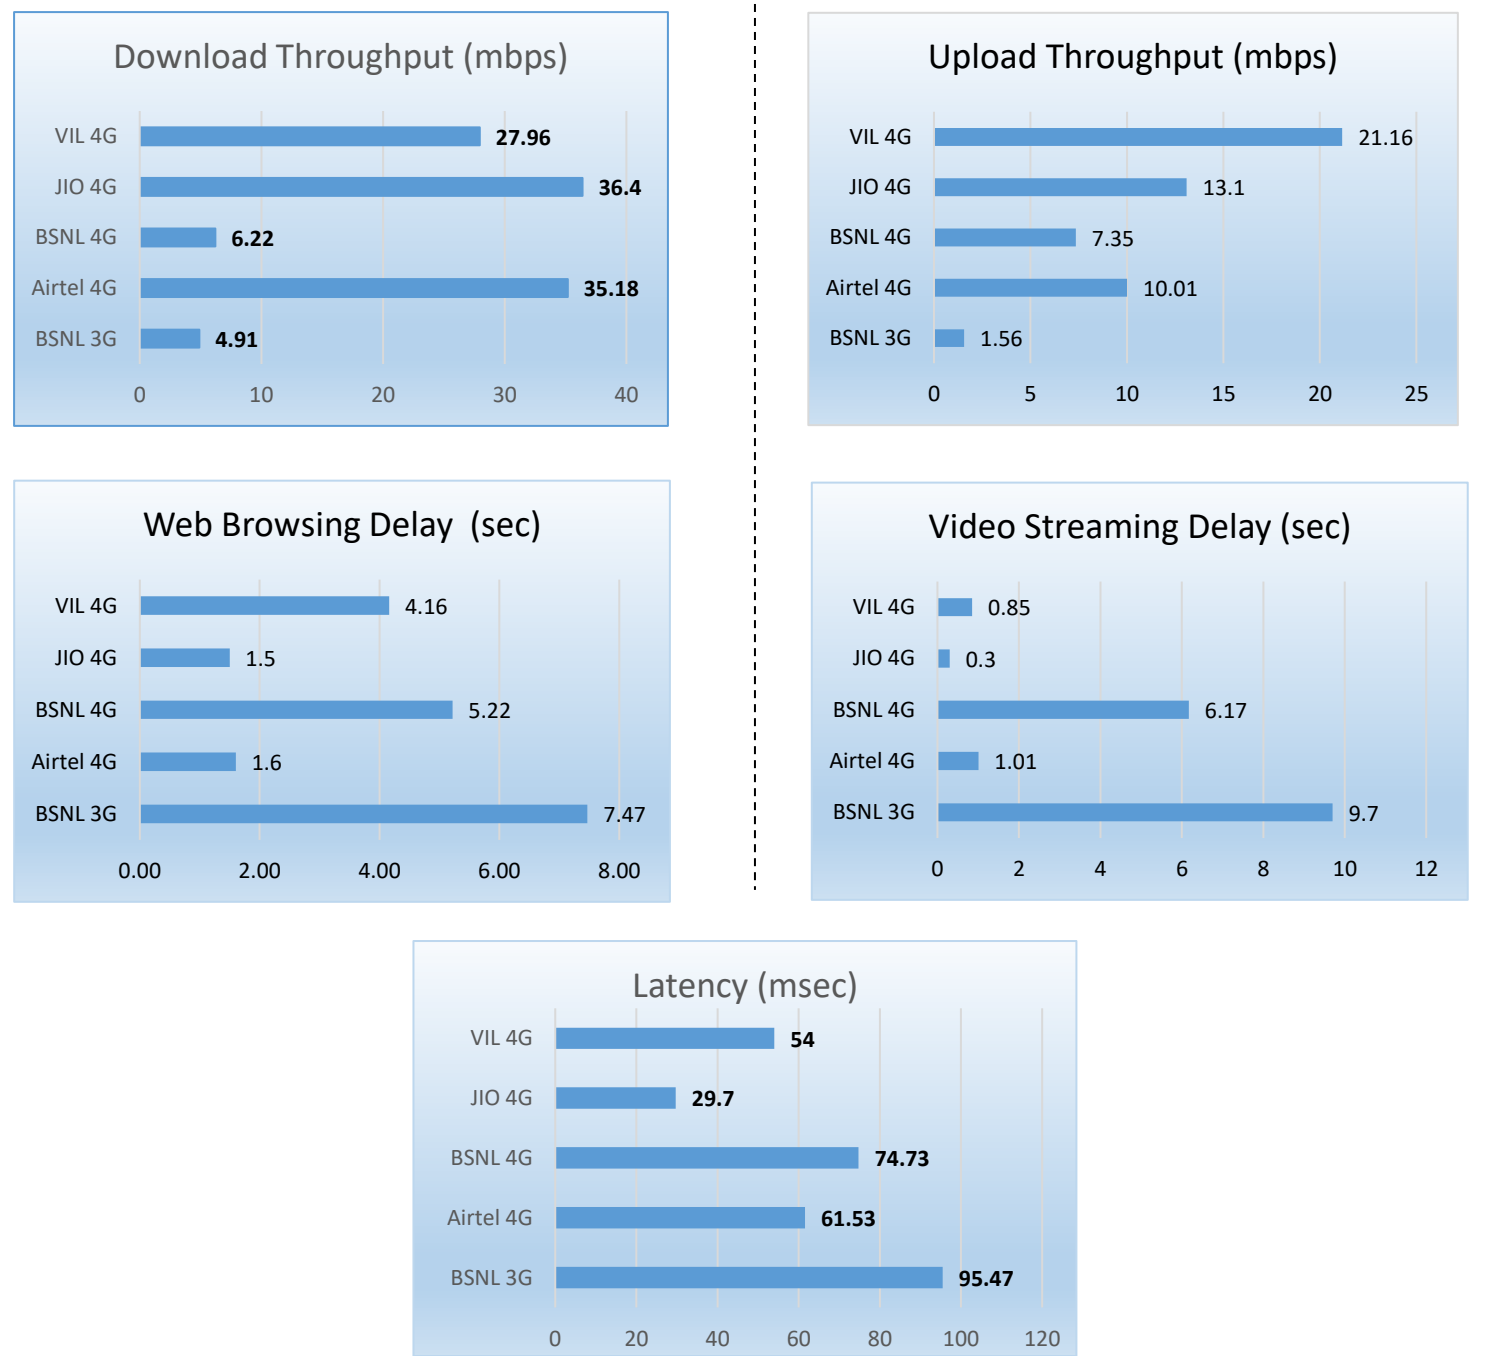 Download Throughput (mbps)
VIL 4G 27.96
JIO 4G 36.4
BSNL 4G 6.22
Airtel 4G 35.18
BSNL 3G 4.91
0 10 20 30 40
Upload Throughput (mbps)
VIL 4G 21.16
JIO 4G 13.1
BSNL 4G 7.35
Airtel 4G 10.01
BSNL 3G 1.56
0 5 10 15 20 25
Web Browsing Delay  (sec)
VIL 4G 4.16
JIO 4G 1.5
BSNL 4G 5.22
Airtel 4G 1.6
BSNL 3G 7.47
0.00 2.00 4.00 6.00 8.00
Video Streaming Delay (sec)
VIL 4G 0.85
JIO 4G 0.3
BSNL 4G 6.17
Airtel 4G 1.01
BSNL 3G 9.7
0 2 4 6 8 10 12
Latency (msec)
VIL 4G 54
JIO 4G 29.7
BSNL 4G 74.73
Airtel 4G 61.53
BSNL 3G 95.47
0 20 40 60 80 100 120